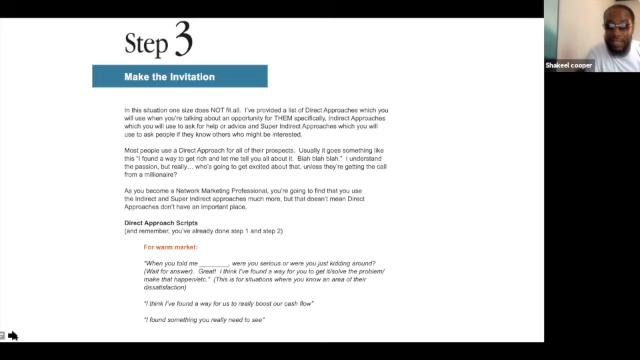 Step 3
Make the Invitation
In this situation one size does NOT fit all. I've provided a list of Direct Approaches which you
will use when you're talking about an opportunity for THEM specifically, Indirect Approaches
which you will use to ask for help or advice and Super Indirect Approaches which you will
use to ask people if they know others who might be interested.
Most people use a Direct Approach for all of their prospects. Usually it goes something like
this "I found a way to get rich and let me tell you all about it. Blah blah blah." I understand
the passion, but really... who's going to get excited about that, unless they're getting the call
from a millionaire?
As you become a Network Marketing Professional, you're going to find that you use
the Indirect and Super Indirect approaches much more, but that doesn't mean Direct
Approaches don't have an important place.
Direct Approach Scripts
(and remember, you've already done step 1 and step 2)
For warm market:
"When you told me ________, were you serious or were you just kidding around?
(Wait for answer). Great! I think I've found a way for you to get it/solve the problem/
make that happen/etc." (This is for situations where you know an area of their
dissatisfaction)
"I think I've found a way for us to really boost our cash flow"
"I found something you really need to see"
Shakeel cooper